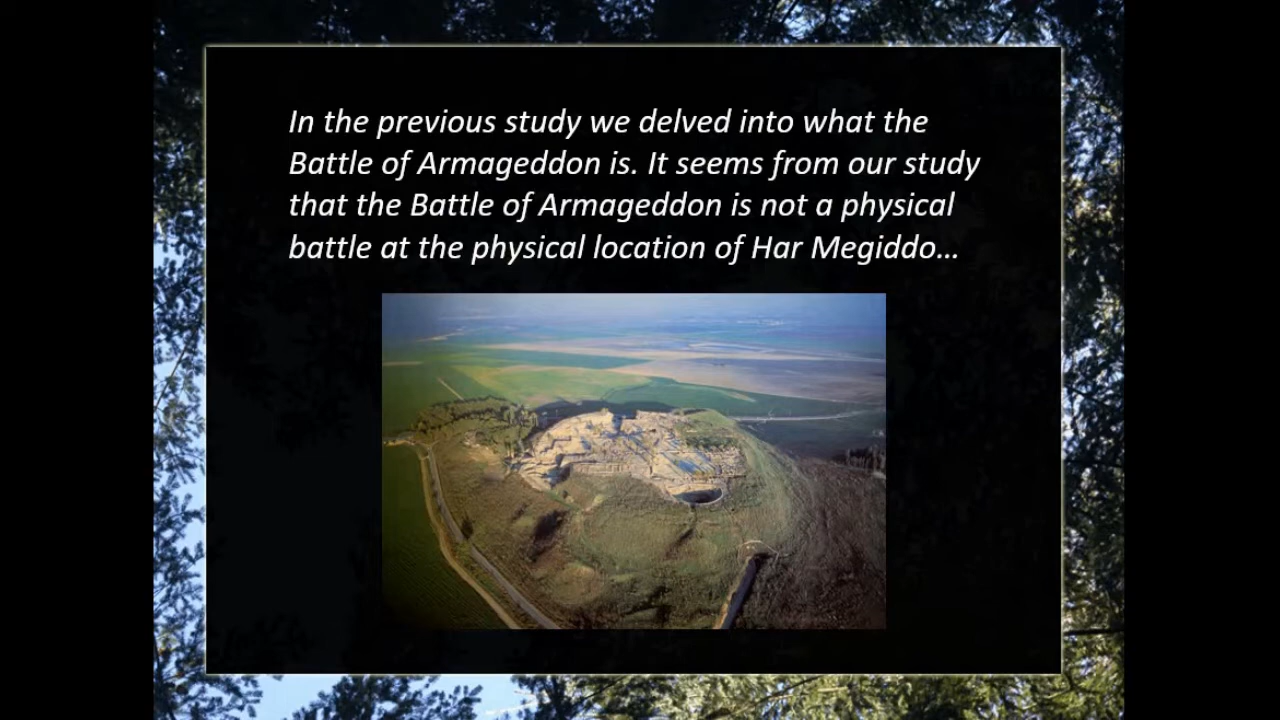 In the previous study we delved into what the
Battle of Armageddon is. It seems from our study
that the Battle of Armageddon is not a physical
battle at the physical location of Har Megiddo…